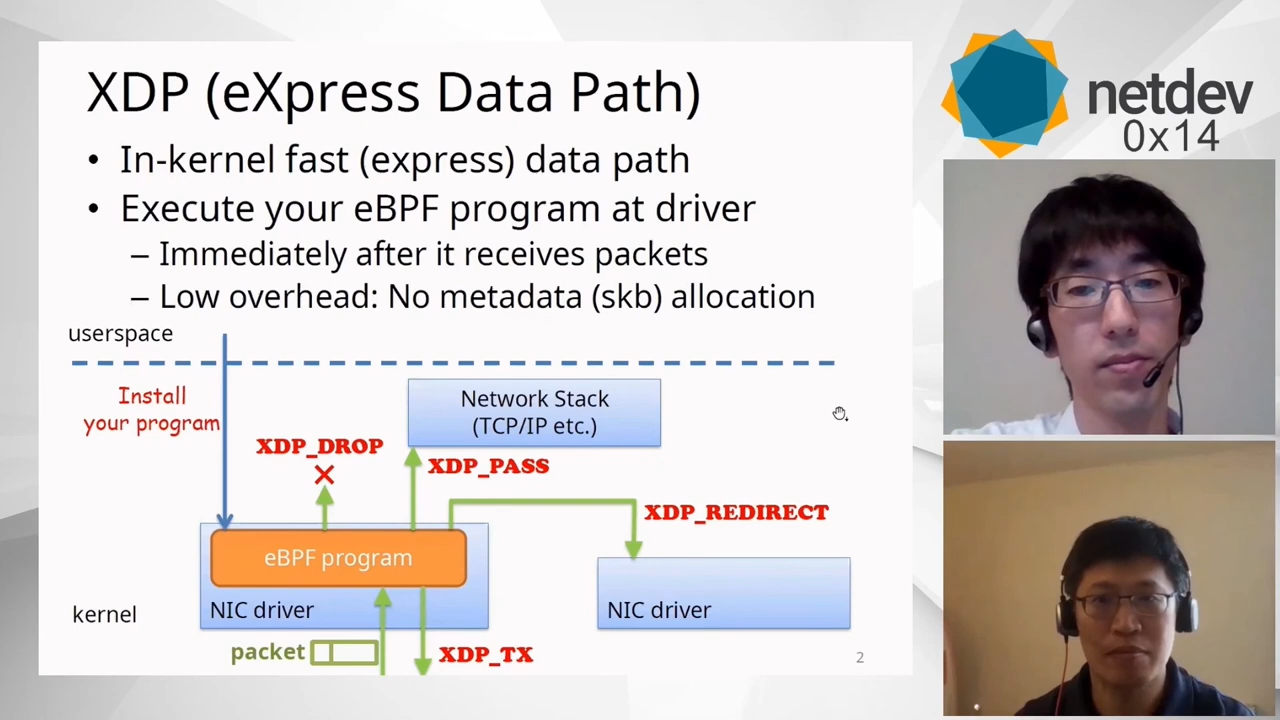 XDP (eXpress Data Path)
• In-kernel fast (express) data path
• Execute your eBPF program at driver
– Immediately after it receives packets
– Low overhead: No metadata (skb) allocation
userspace
Install
your program
Network Stack
(TCP/IP etc.)
XDP_DROP
XDP_PASS
XDP_REDIRECT
eBPF program
NIC driver
NIC driver
kernel
packet
XDP_TX
2
netdev
0x14